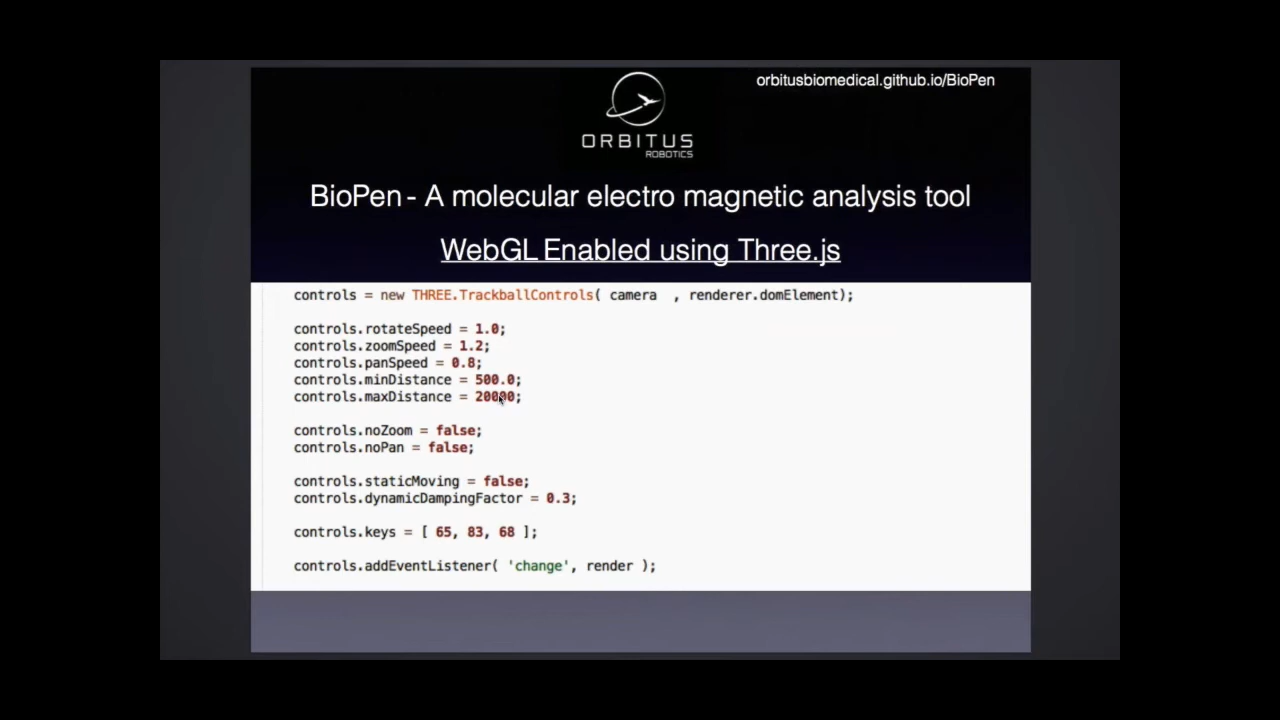 orbitusbiomedical.github.io/BioPen
ORBITUS
ROBOTICS
BioPen - A molecular electro magnetic analysis tool
WebGL Enabled using Three.js
controls = new THREE.TrackballControls( camera  , renderer.domElement);
controls.rotateSpeed = 1.0;
controls.zoomSpeed = 1.2;
controls.panSpeed = 0.8;
controls.minDistance = 500.0;
controls.maxDistance = 20000;
controls.noZoom = false;
controls.noPan = false;
controls.staticMoving = false;
controls.dynamicDampingFactor = 0.3;
controls.keys = [ 65, 83, 68 ];
controls.addEventListener( 'change', render );